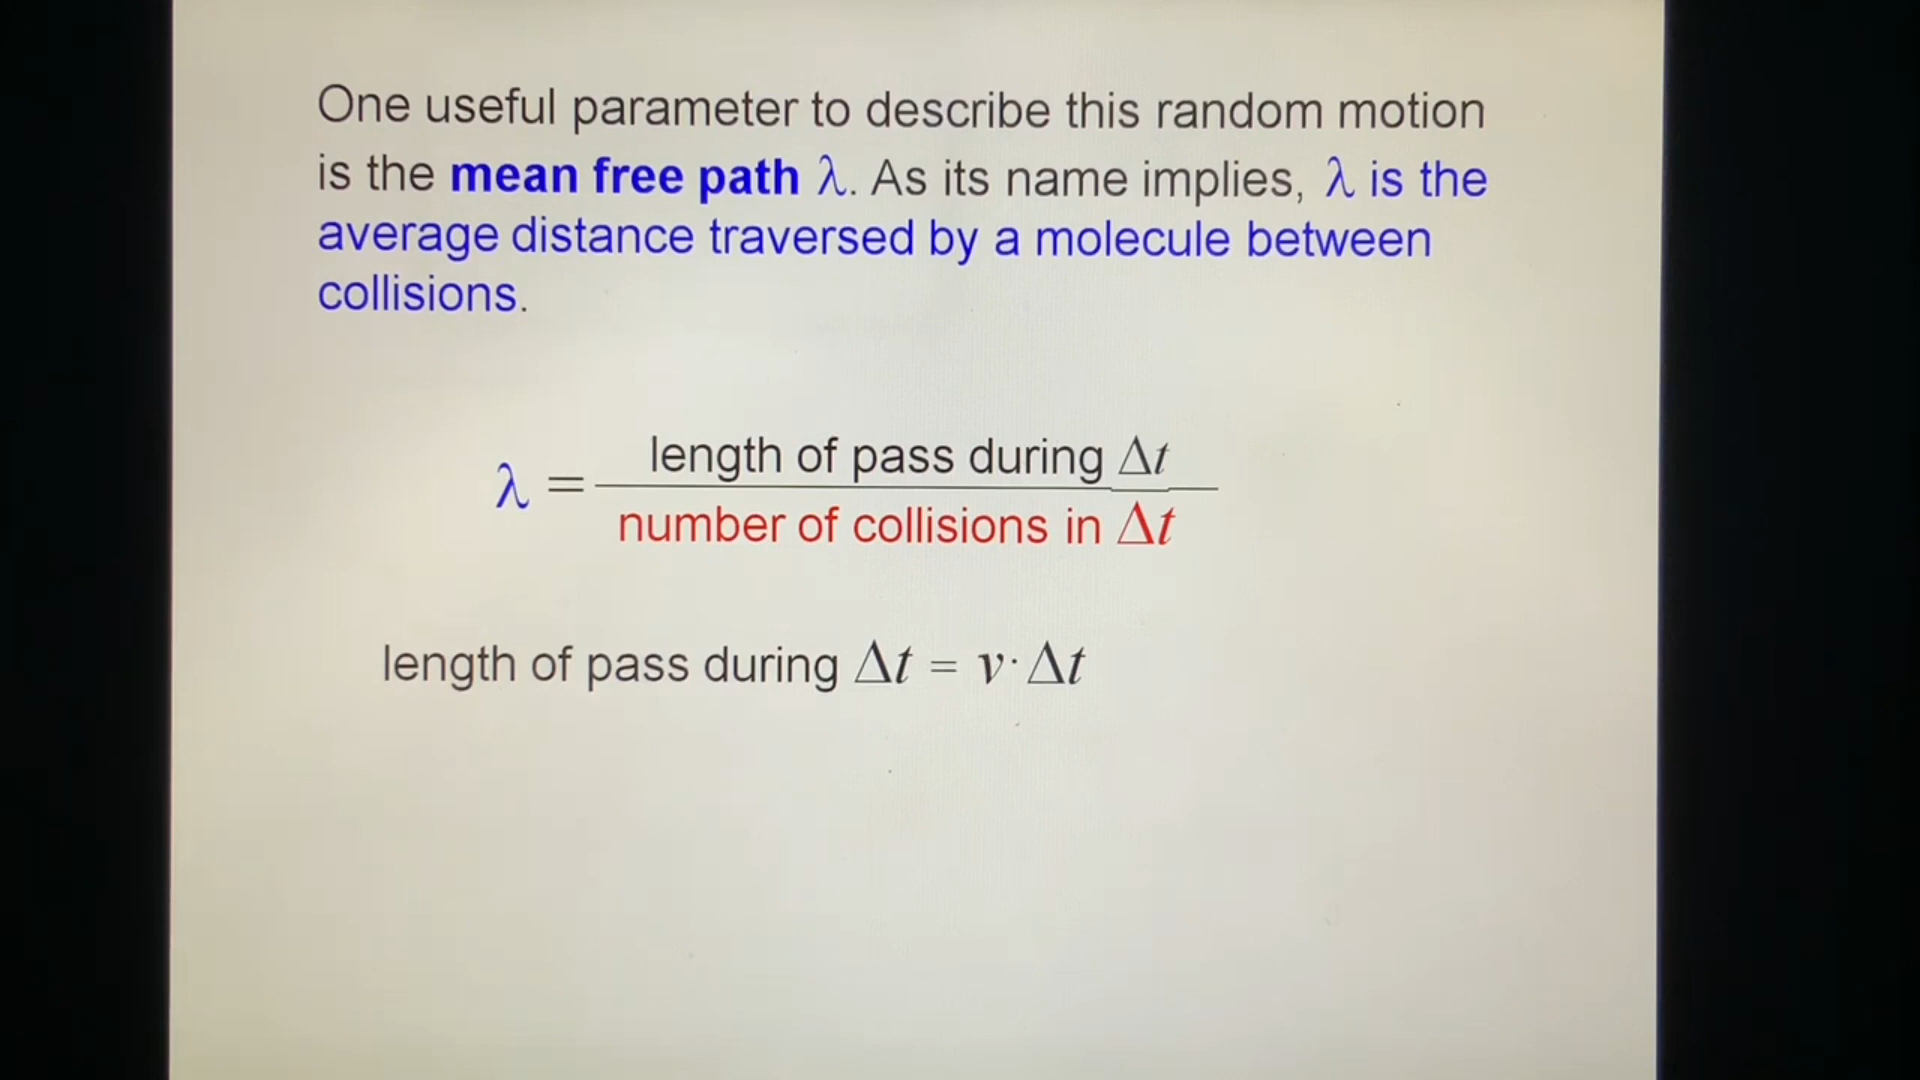 One useful parameter to describe this random motion
is the mean free path λ. As its name implies, λ is the
average distance traversed by a molecule between
collisions.
λ = length of pass during Δt
number of collisions in Δt
length of pass during Δt = v · Δt